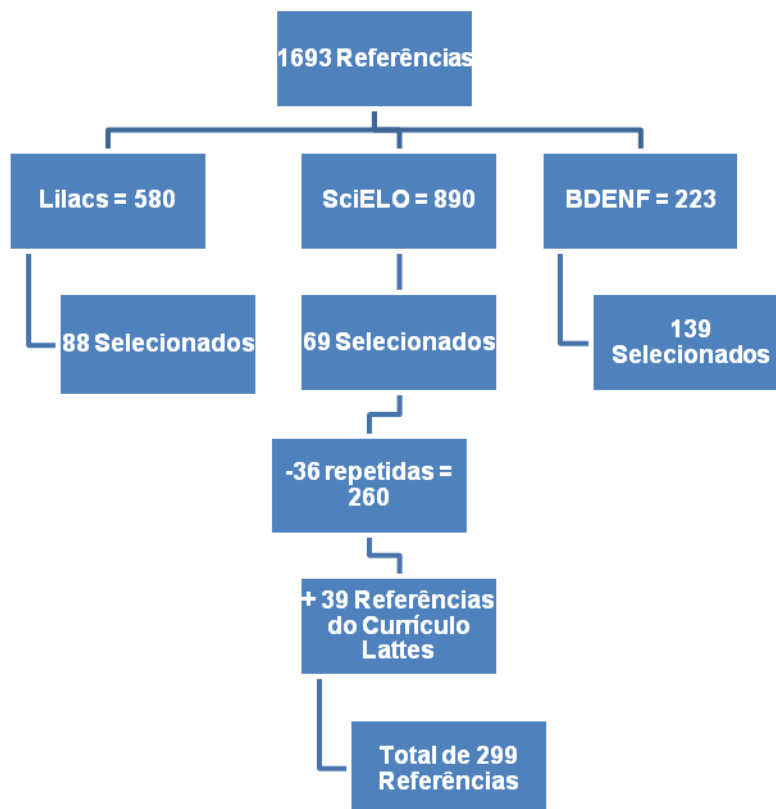 1693 Referências
Lilacs = 580
SciELO = 890
BDENF = 223
88 Selecionados
69 Selecionados
139
Selecionados
-36 repetidas =
260
+ 39 Referências
do Currículo
Lattes
Total de 299
Referências